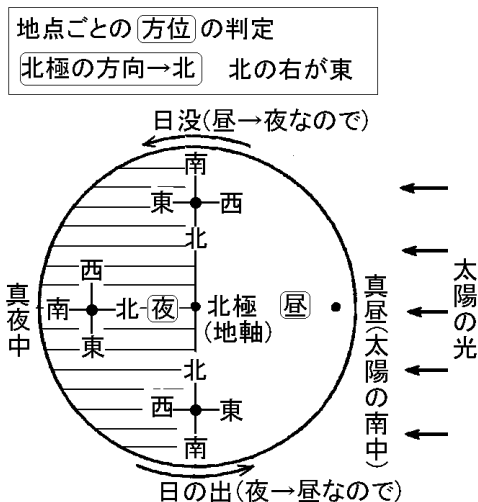 地点ごとの 方位 の判定
北極の方向→北 北の右が東
日没(昼→夜なので)
南
東 西
北
真夜中
西
南 北
東
夜
北極
(地軸)
昼
真昼(太陽の南中)
太陽の光
北
西 東
南
日の出(夜→昼なので)